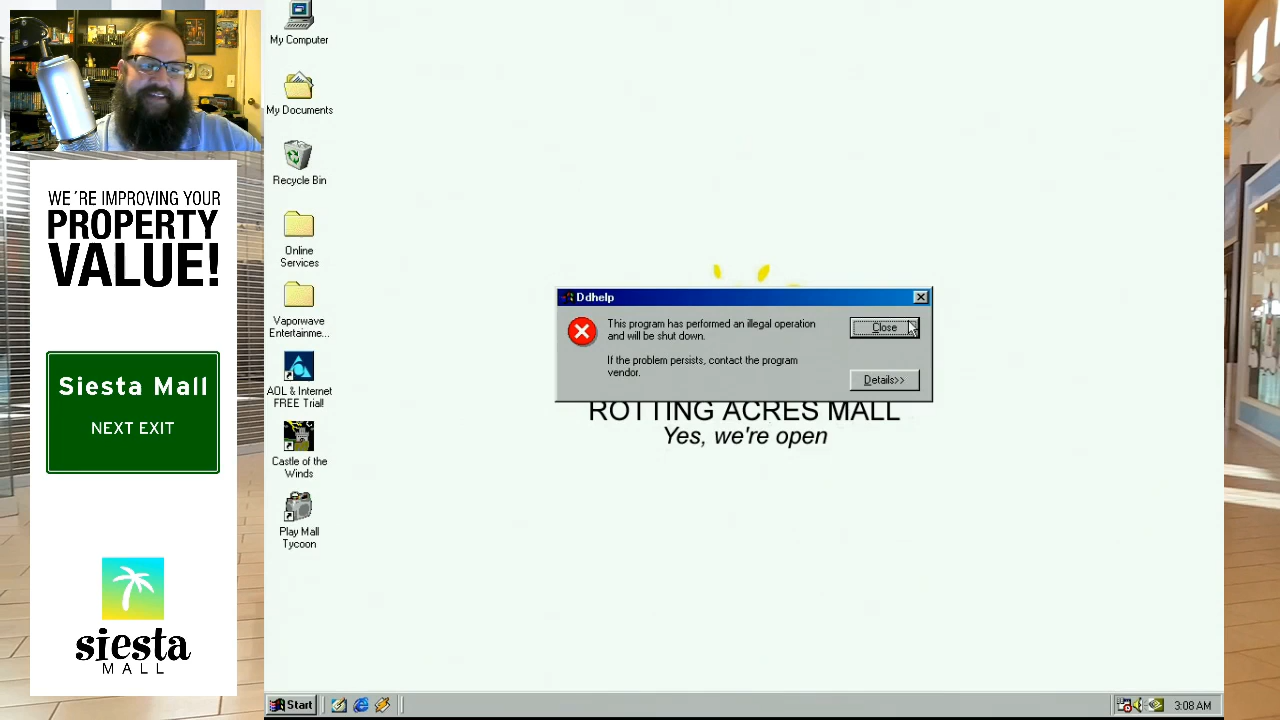 WE'RE IMPROVING YOUR
PROPERTY
VALUE!
Siesta Mall
NEXT EXIT
siesta
MALL
My Computer
My Documents
Recycle Bin
Online
Services
Vaporwave
Entertainme...
AOL & Internet
FREE Trial!
Castle of the
Winds
Play Mall
Tycoon
Ddhelp
This program has performed an illegal operation
and will be shut down.
If the problem persists, contact the program
vendor.
Close
Details>>
ROTTING ACRES MALL
Yes, we're open
Start
3:08 AM